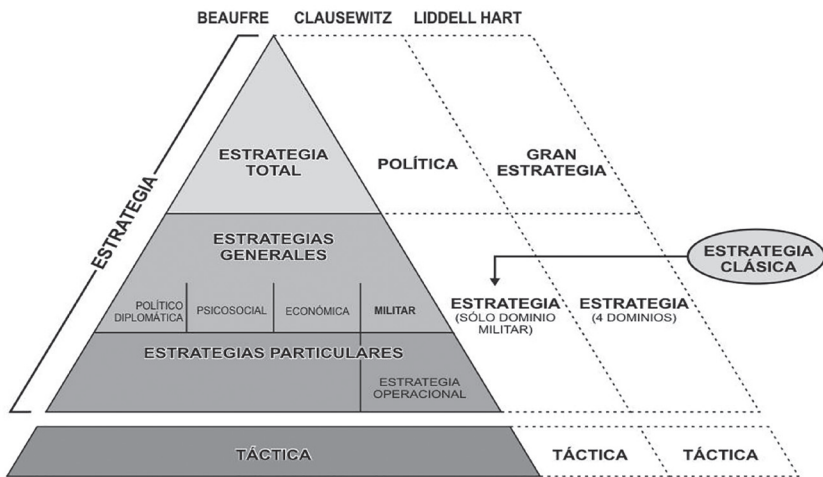 BEAUFRE CLAUSEWITZ LIDDELL HART
ESTRATEGIA
ESTRATEGIA
TOTAL
POLÍTICA
GRAN
ESTRATEGIA
ESTRATEGIAS
GENERALES
ESTRATEGIA
CLÁSICA
POLÍTICO
DIPLOMÁTICA
PSICOSOCIAL
ECONÓMICA
MILITAR
ESTRATEGIA
(SÓLO DOMINIO
MILITAR)
ESTRATEGIA
(4 DOMINIOS)
ESTRATEGIAS PARTICULARES
ESTRATEGIA
OPERACIONAL
TÁCTICA
TÁCTICA
TÁCTICA